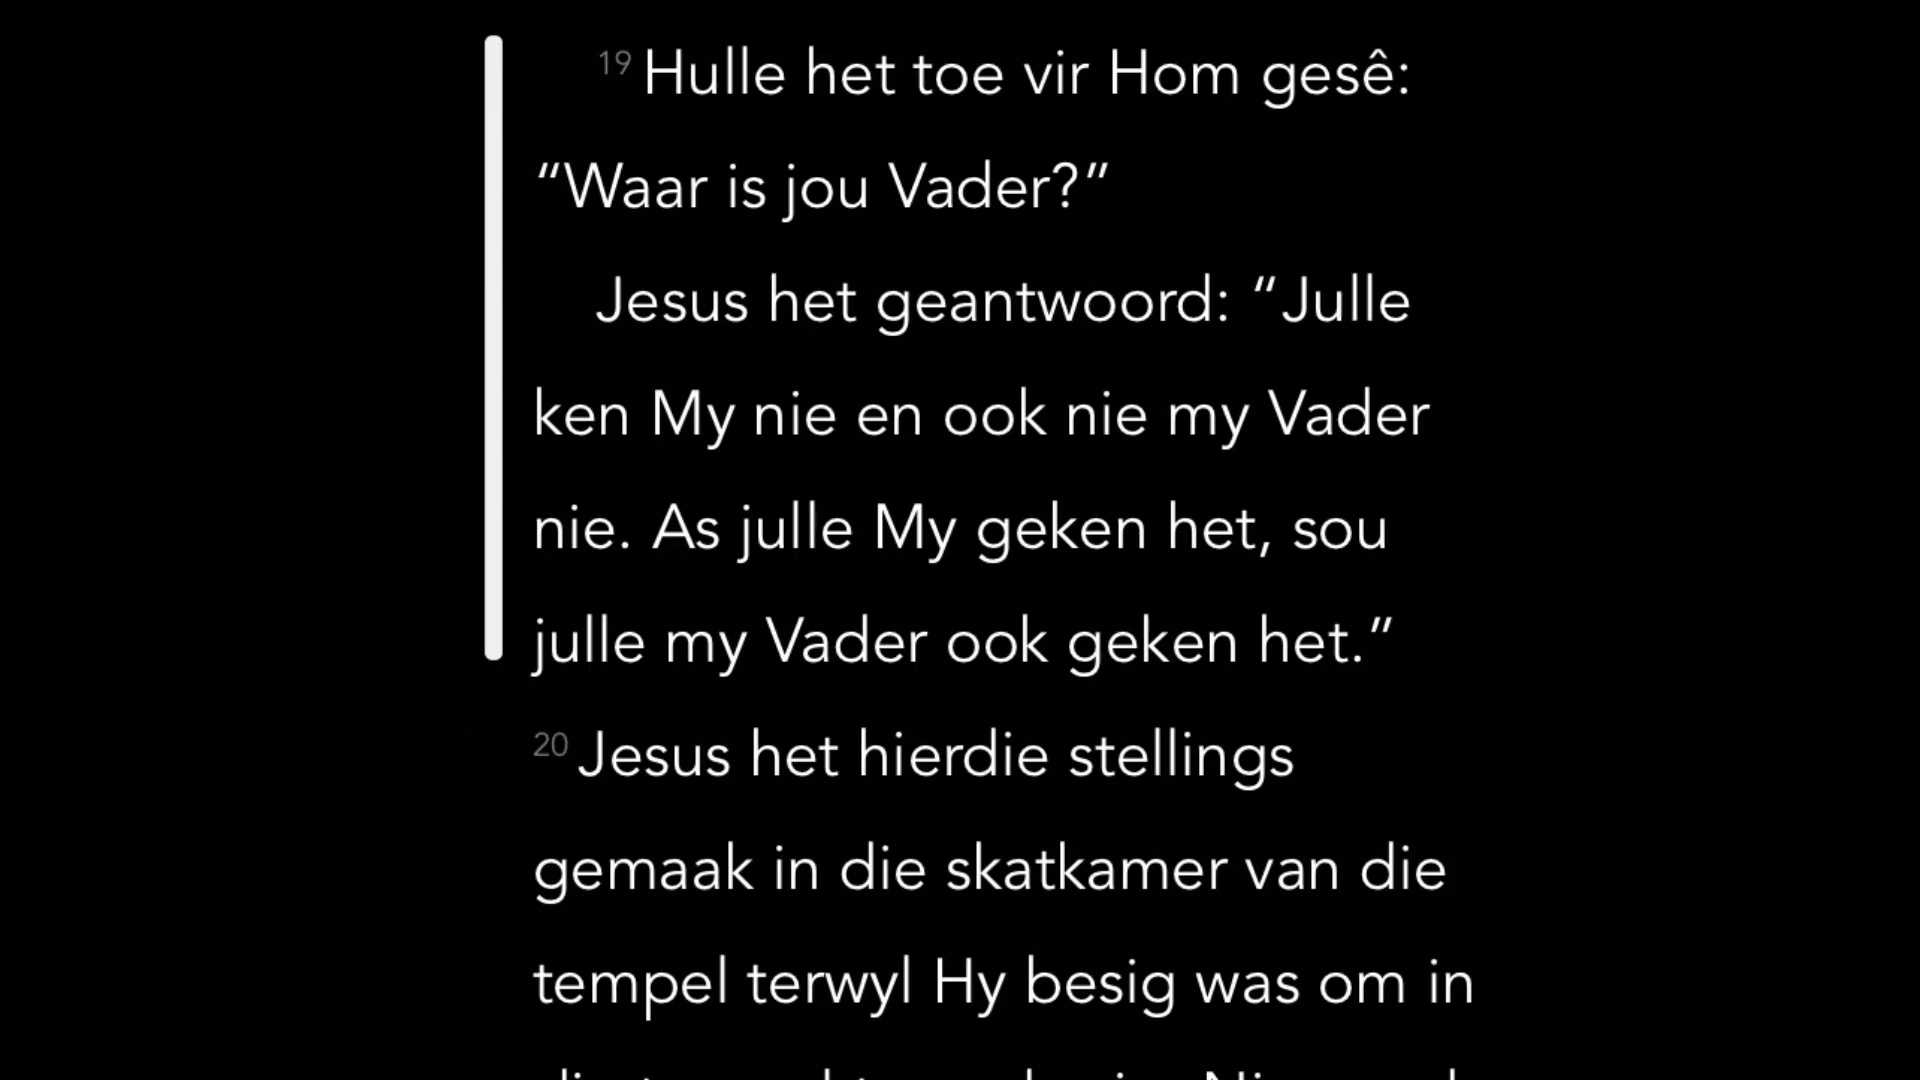 19 Hulle het toe vir Hom gesê:
“Waar is jou Vader?”
Jesus het geantwoord: “Julle
ken My nie en ook nie my Vader
nie. As julle My geken het, sou
julle my Vader ook geken het.”
20 Jesus het hierdie stellings
gemaak in die skatkamer van die
tempel terwyl Hy besig was om in